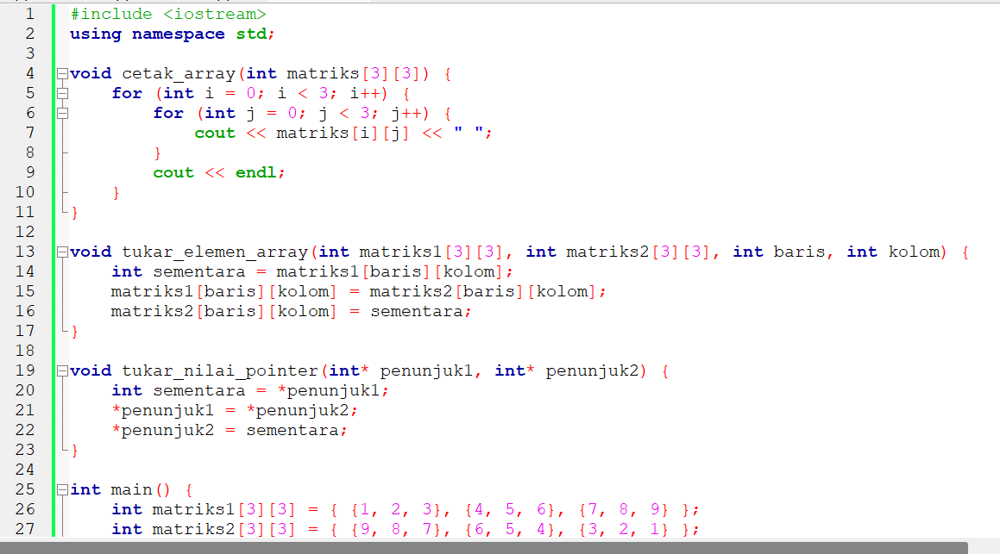 1 #include <iostream>
2 using namespace std;
3
4 void cetak_array(int matriks[3][3]) {
5     for (int i = 0; i < 3; i++) {
6         for (int j = 0; j < 3; j++) {
7             cout << matriks[i][j] << " ";
8         }
9         cout << endl;
10     }
11 }
12
13 void tukar_elemen_array(int matriks1[3][3], int matriks2[3][3], int baris, int kolom) {
14     int sementara = matriks1[baris][kolom];
15     matriks1[baris][kolom] = matriks2[baris][kolom];
16     matriks2[baris][kolom] = sementara;
17 }
18
19 void tukar_nilai_pointer(int* penunjuk1, int* penunjuk2) {
20     int sementara = *penunjuk1;
21     *penunjuk1 = *penunjuk2;
22     *penunjuk2 = sementara;
23 }
24
25 int main() {
26     int matriks1[3][3] = { {1, 2, 3}, {4, 5, 6}, {7, 8, 9} };
27     int matriks2[3][3] = { {9, 8, 7}, {6, 5, 4}, {3, 2, 1} };